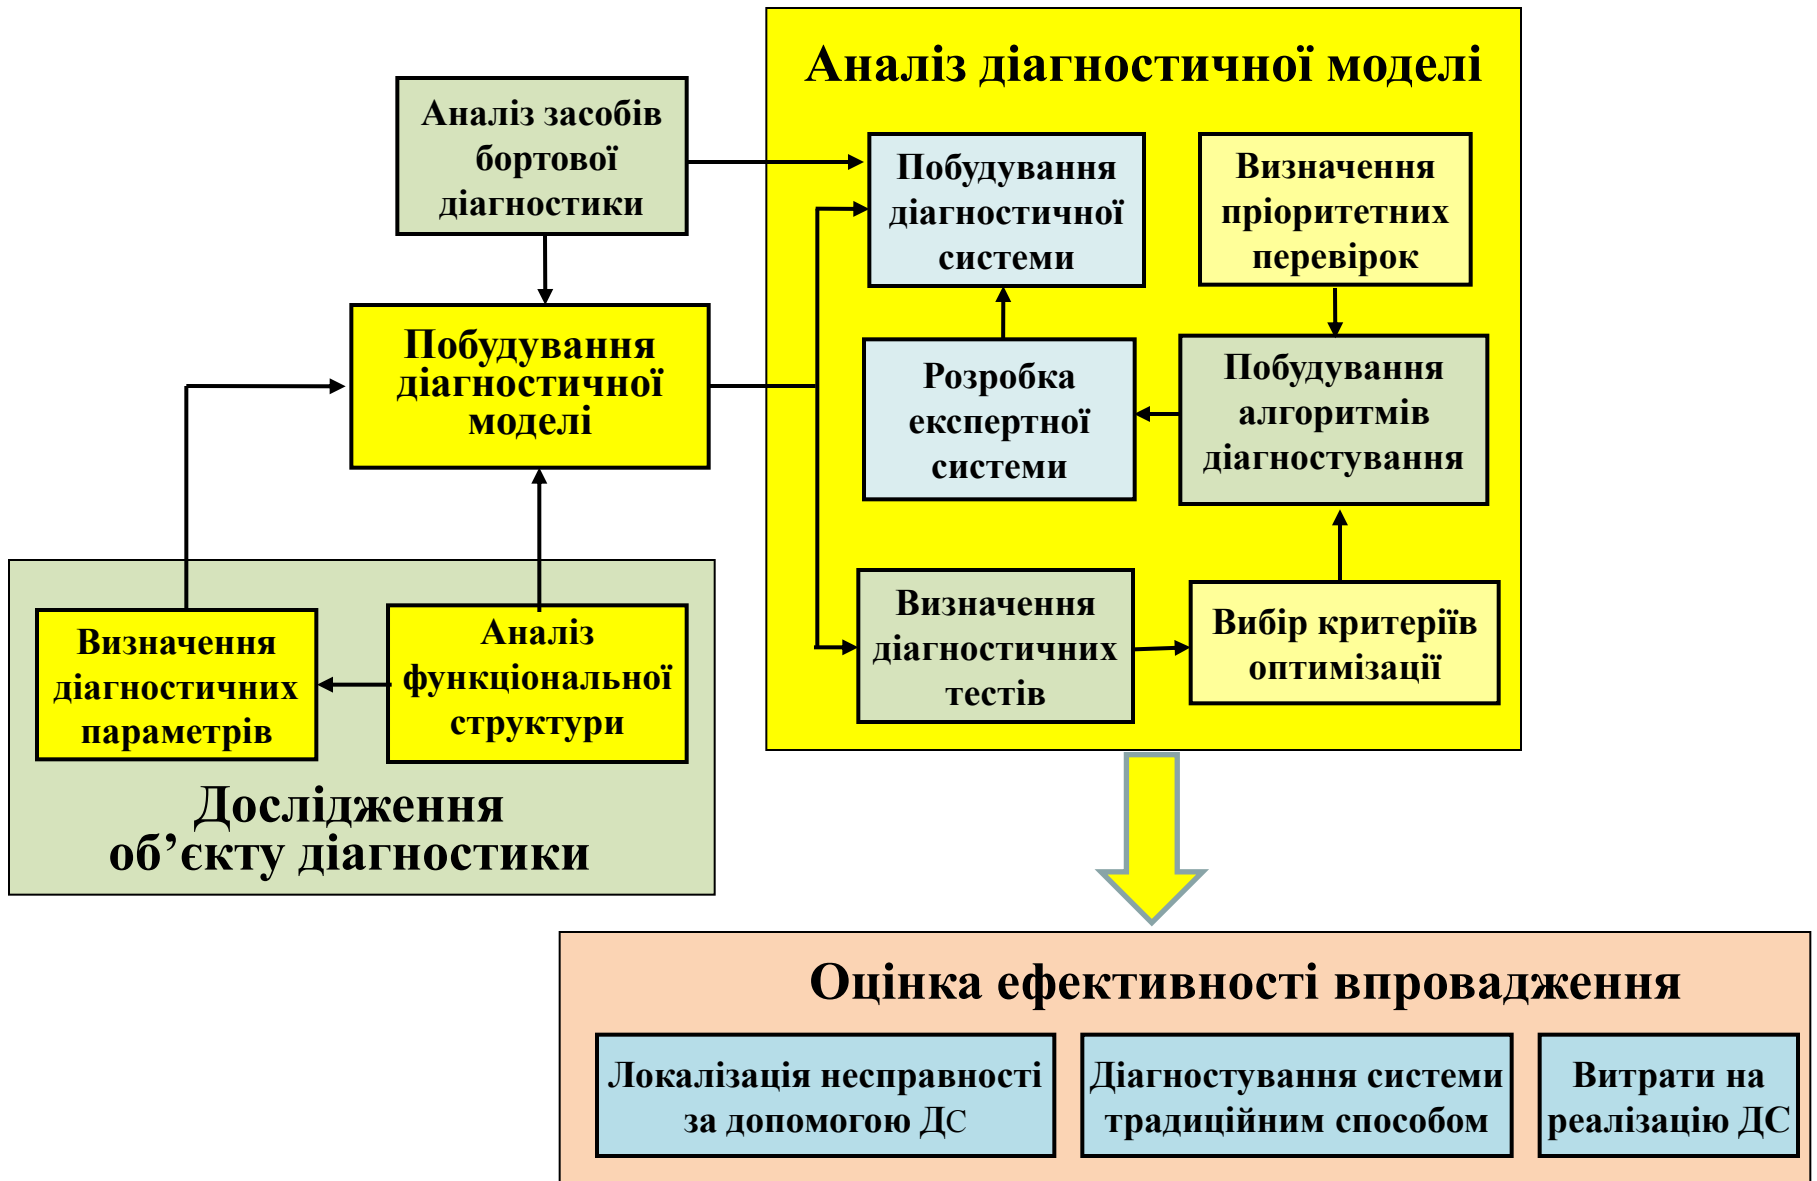 Аналіз діагностичної моделі
Аналіз засобів
бортової
діагностики
Побудування
діагностичної
системи
Визначення
пріоритетних
перевірок
Побудування
діагностичної
моделі
Розробка
експертної
системи
Побудування
алгоритмів
діагностування
Визначення
діагностичних
параметрів
Аналіз
функціональної
структури
Визначення
діагностичних
тестів
Вибір критеріїв
оптимізації
Дослідження
об’єкту діагностики
Оцінка ефективності впровадження
Локалізація несправності
за допомогою ДС
Діагностування системи
традиційним способом
Витрати на
реалізацію ДС